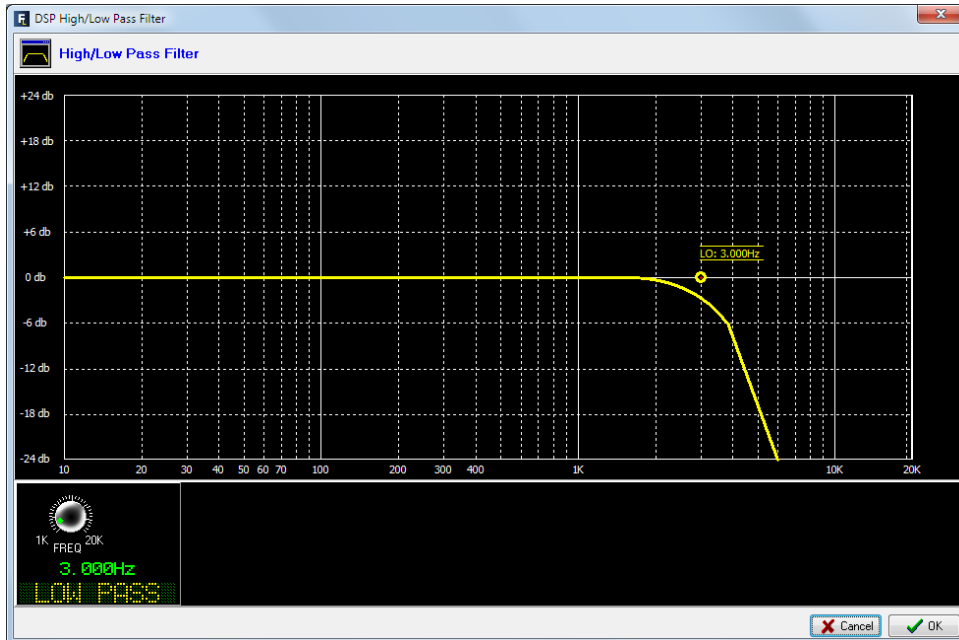 DSP High/Low Pass Filter
High/Low Pass Filter
+24 db
+18 db
+12 db
+6 db
LO: 3.000Hz
0 db
-6 db
-12 db
-18 db
-24 db
10 20 30 40 50 60 70 100 200 300 400 1K 10K 20K
1K 20K
FREQ
3.000Hz
LOW PASS
Cancel OK